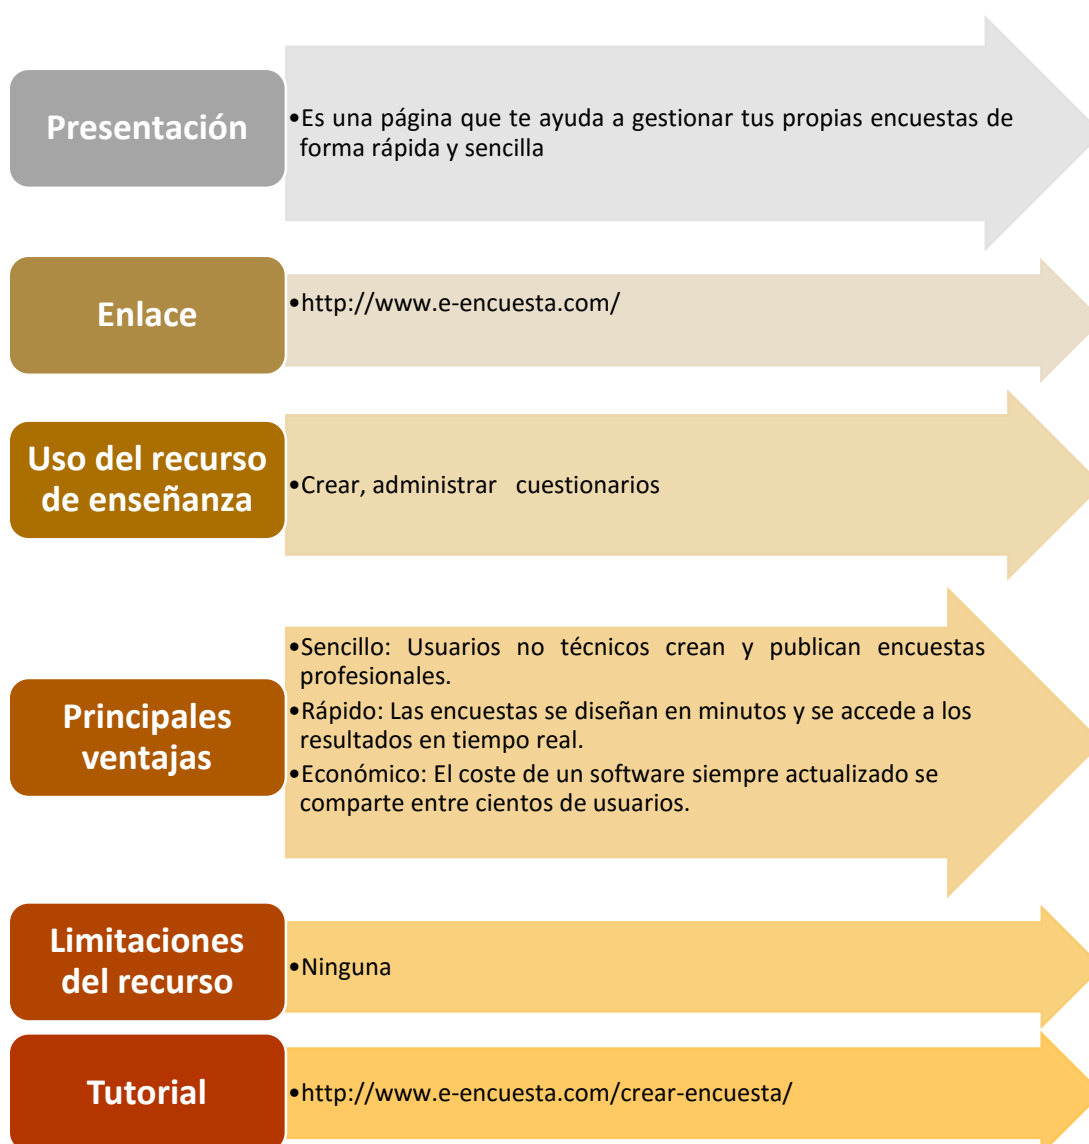 Presentación
•Es una página que te ayuda a gestionar tus propias encuestas de
forma rápida y sencilla
Enlace
•http://www.e-encuesta.com/
Uso del recurso
de enseñanza
•Crear, administrar cuestionarios
Principales
ventajas
•Sencillo: Usuarios no técnicos crean y publican encuestas
profesionales.
•Rápido: Las encuestas se diseñan en minutos y se accede a los
resultados en tiempo real.
•Económico: El coste de un software siempre actualizado se
comparte entre cientos de usuarios.
Limitaciones
del recurso
•Ninguna
Tutorial
•http://www.e-encuesta.com/crear-encuesta/